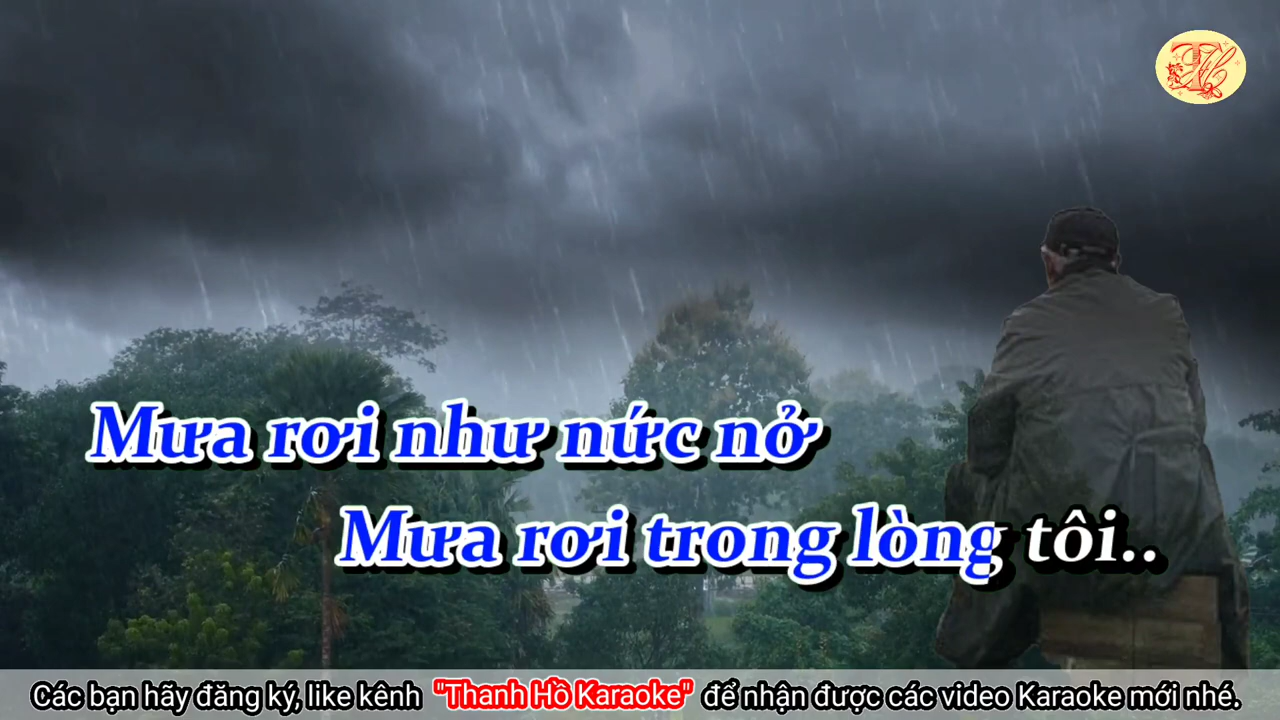 Mưa rơi như nức nở
Mưa rơi trong lòng tôi..
Các bạn hãy đăng ký, like kênh "Thanh Hồ Karaoke" để nhận được các video Karaoke mới nhé.